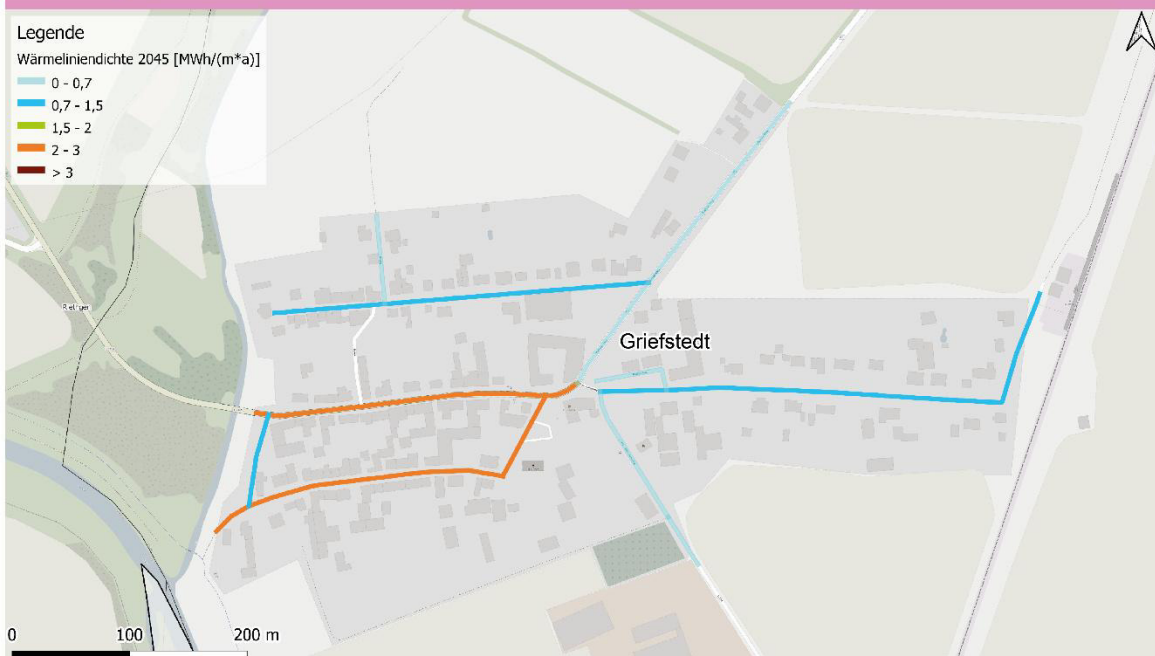 Legende
Wärmeliniendichte 2045 [MWh/(m*a)]
0 - 0,7
0,7 - 1,5
1,5 - 2
2 - 3
> 3
Griefstedt
0 100 200 m